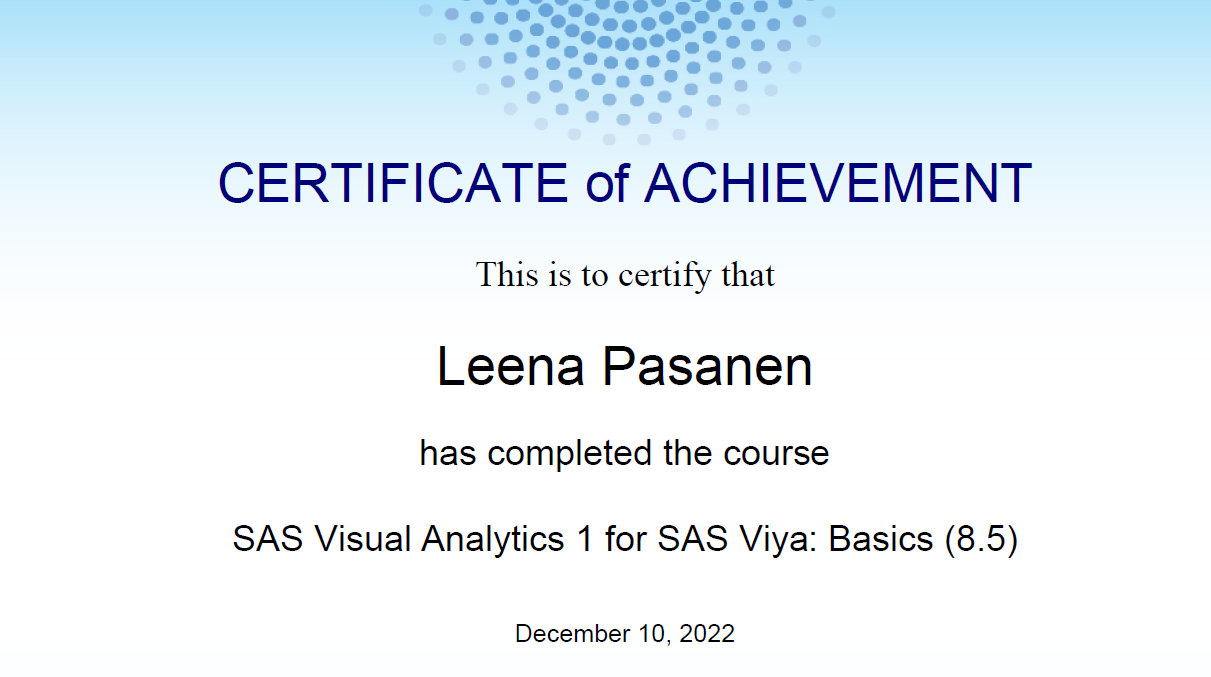 CERTIFICATE of ACHIEVEMENT
This is to certify that
Leena Pasanen
has completed the course
SAS Visual Analytics 1 for SAS Viya: Basics (8.5)
December 10, 2022